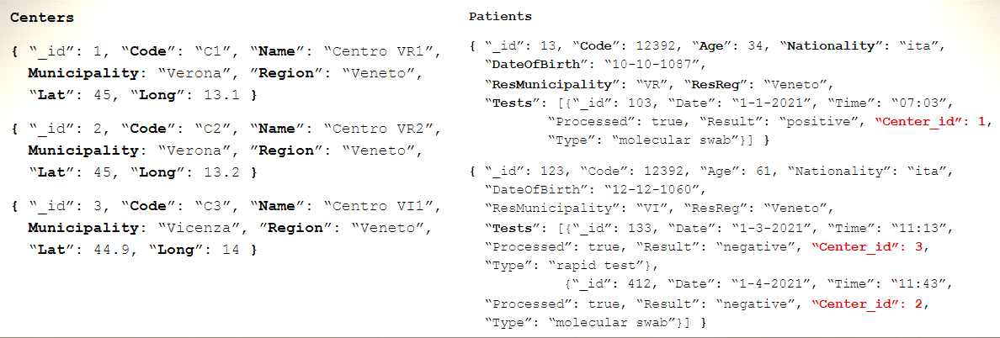 Centers
{ “_id”: 1, “Code”: “C1”, “Name”: “Centro VR1”,
Municipality: “Verona”, ”Region”: “Veneto”,
“Lat”: 45, “Long”: 13.1 }
{ “_id”: 2, “Code”: “C2”, “Name”: “Centro VR2”,
Municipality: “Verona”, ”Region”: “Veneto”,
“Lat”: 45, “Long”: 13.2 }
{ “_id”: 3, “Code”: “C3”, “Name”: “Centro VI1”,
Municipality: “Vicenza”, ”Region”: “Veneto”,
“Lat”: 44.9, “Long”: 14 }
Patients
{ “_id”: 13, “Code”: 12392, “Age”: 34, “Nationality”: “ita”,
“DateOfBirth”: “10-10-1087”,
“ResMunicipality”: “VR”, “ResReg”: “Veneto”,
“Tests”: [{“_id”: 103, “Date”: “1-1-2021”, “Time”: “07:03”,
“Processed”: true, “Result”: “positive”, “Center_id”: 1,
“Type”: “molecular swab”}] }
{ “_id”: 123, “Code”: 12392, “Age”: 61, “Nationality”: “ita”,
“DateOfBirth”: “12-12-1060”,
“ResMunicipality”: “VI”, “ResReg”: “Veneto”,
“Tests”: [{“_id”: 133, “Date”: “1-3-2021”, “Time”: “11:13”,
“Processed”: true, “Result”: “negative”, “Center_id”: 3,
“Type”: “rapid test”},
{“_id”: 412, “Date”: “1-4-2021”, “Time”: “11:43”,
“Processed”: true, “Result”: “negative”, “Center_id”: 2,
“Type”: “molecular swab”}] }